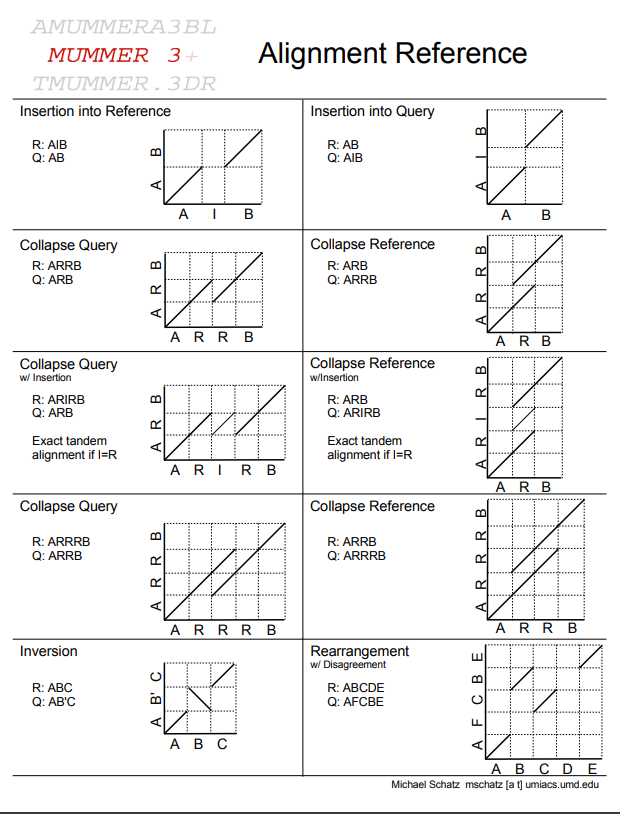 AMUMMERA3BL
MUMMER 3+
TMUMMER.3DR
Alignment Reference
Insertion into Reference
R: AIB
Q: AB
B
A
A I B
Insertion into Query
R: AB
Q: AIB
B
I
A
A B
Collapse Query
R: ARRB
Q: ARB
B
R
A
A R R B
Collapse Reference
R: ARB
Q: ARRB
B
R
R
A
A R B
Collapse Query
w/ Insertion
R: ARIRB
Q: ARB
Exact tandem
alignment if I=R
B
R
A
A R I R B
Collapse Reference
w/Insertion
R: ARB
Q: ARIRB
Exact tandem
alignment if I=R
B
R
I
R
A
A R B
Collapse Query
R: ARRRB
Q: ARRB
B
R
R
A
A R R R B
Collapse Reference
R: ARRB
Q: ARRRB
B
R
R
R
A
A R R B
Inversion
R: ABC
Q: AB'C
C
B'
A
A B C
Rearrangement
w/ Disagreement
R: ABCDE
Q: AFCBE
E
B
C
F
A
A B C D E
Michael Schatz mschatz [a t] umiacs.umd.edu